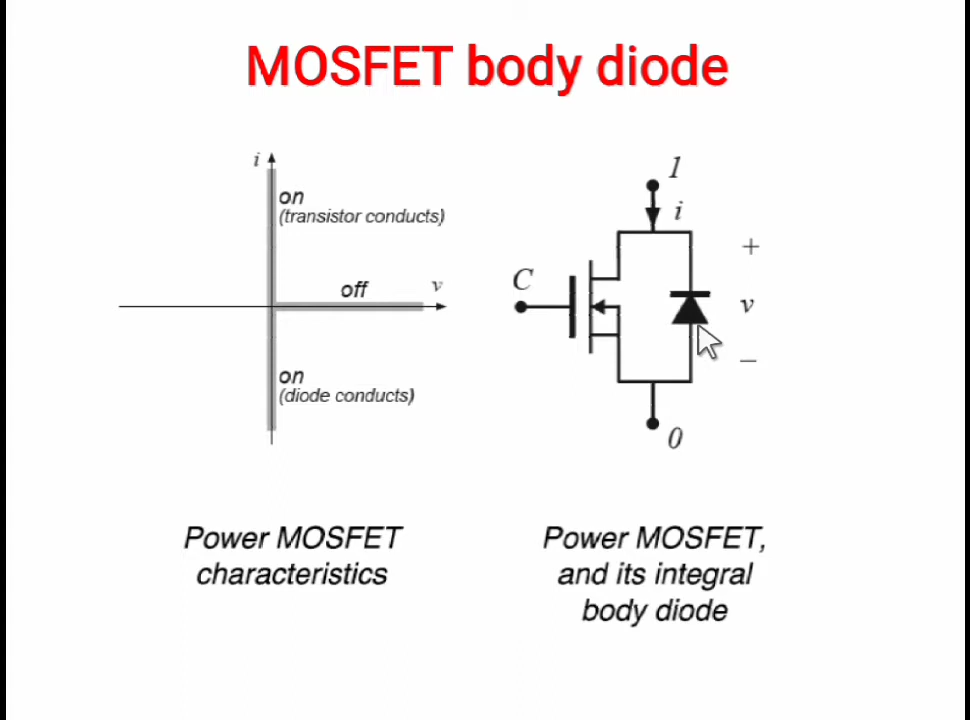 MOSFET body diode
i
on
(transistor conducts)
off
v
on
(diode conducts)
1
i
+
C
v
–
0
Power MOSFET
characteristics
Power MOSFET,
and its integral
body diode